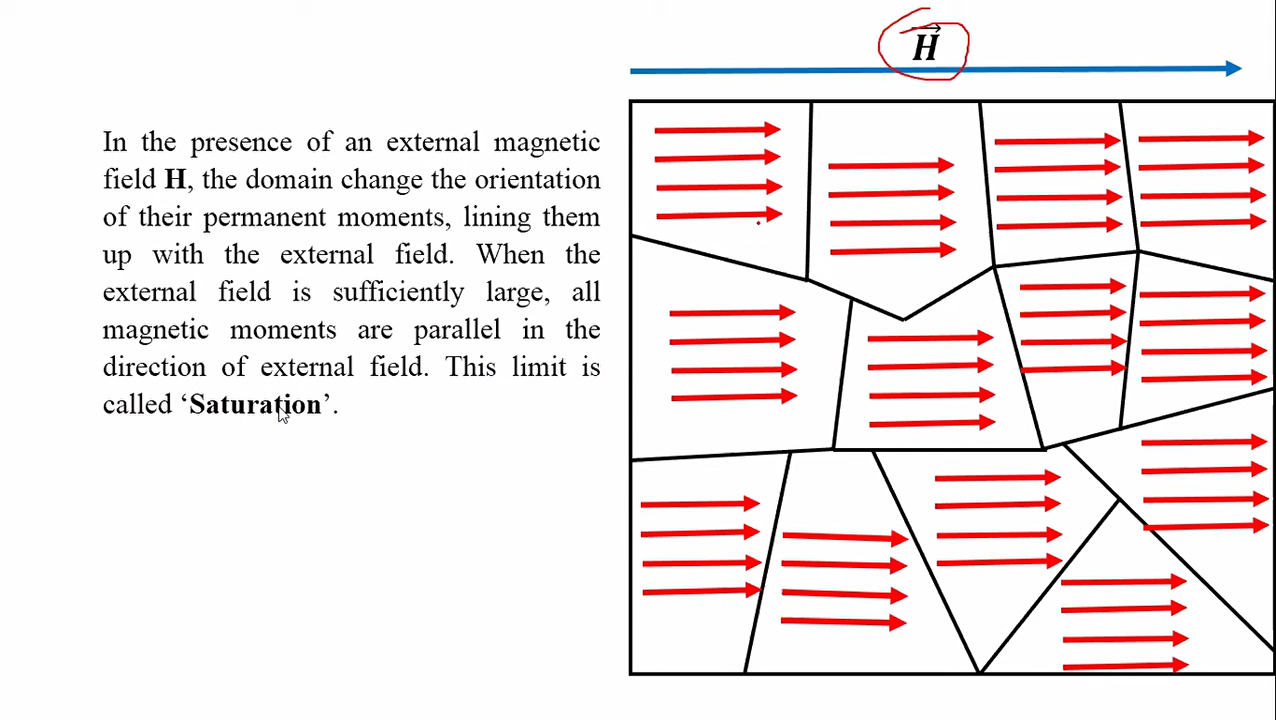 H
In the presence of an external magnetic
field H, the domain change the orientation
of their permanent moments, lining them
up with the external field. When the
external field is sufficiently large, all
magnetic moments are parallel in the
direction of external field. This limit is
called ‘Saturation’.